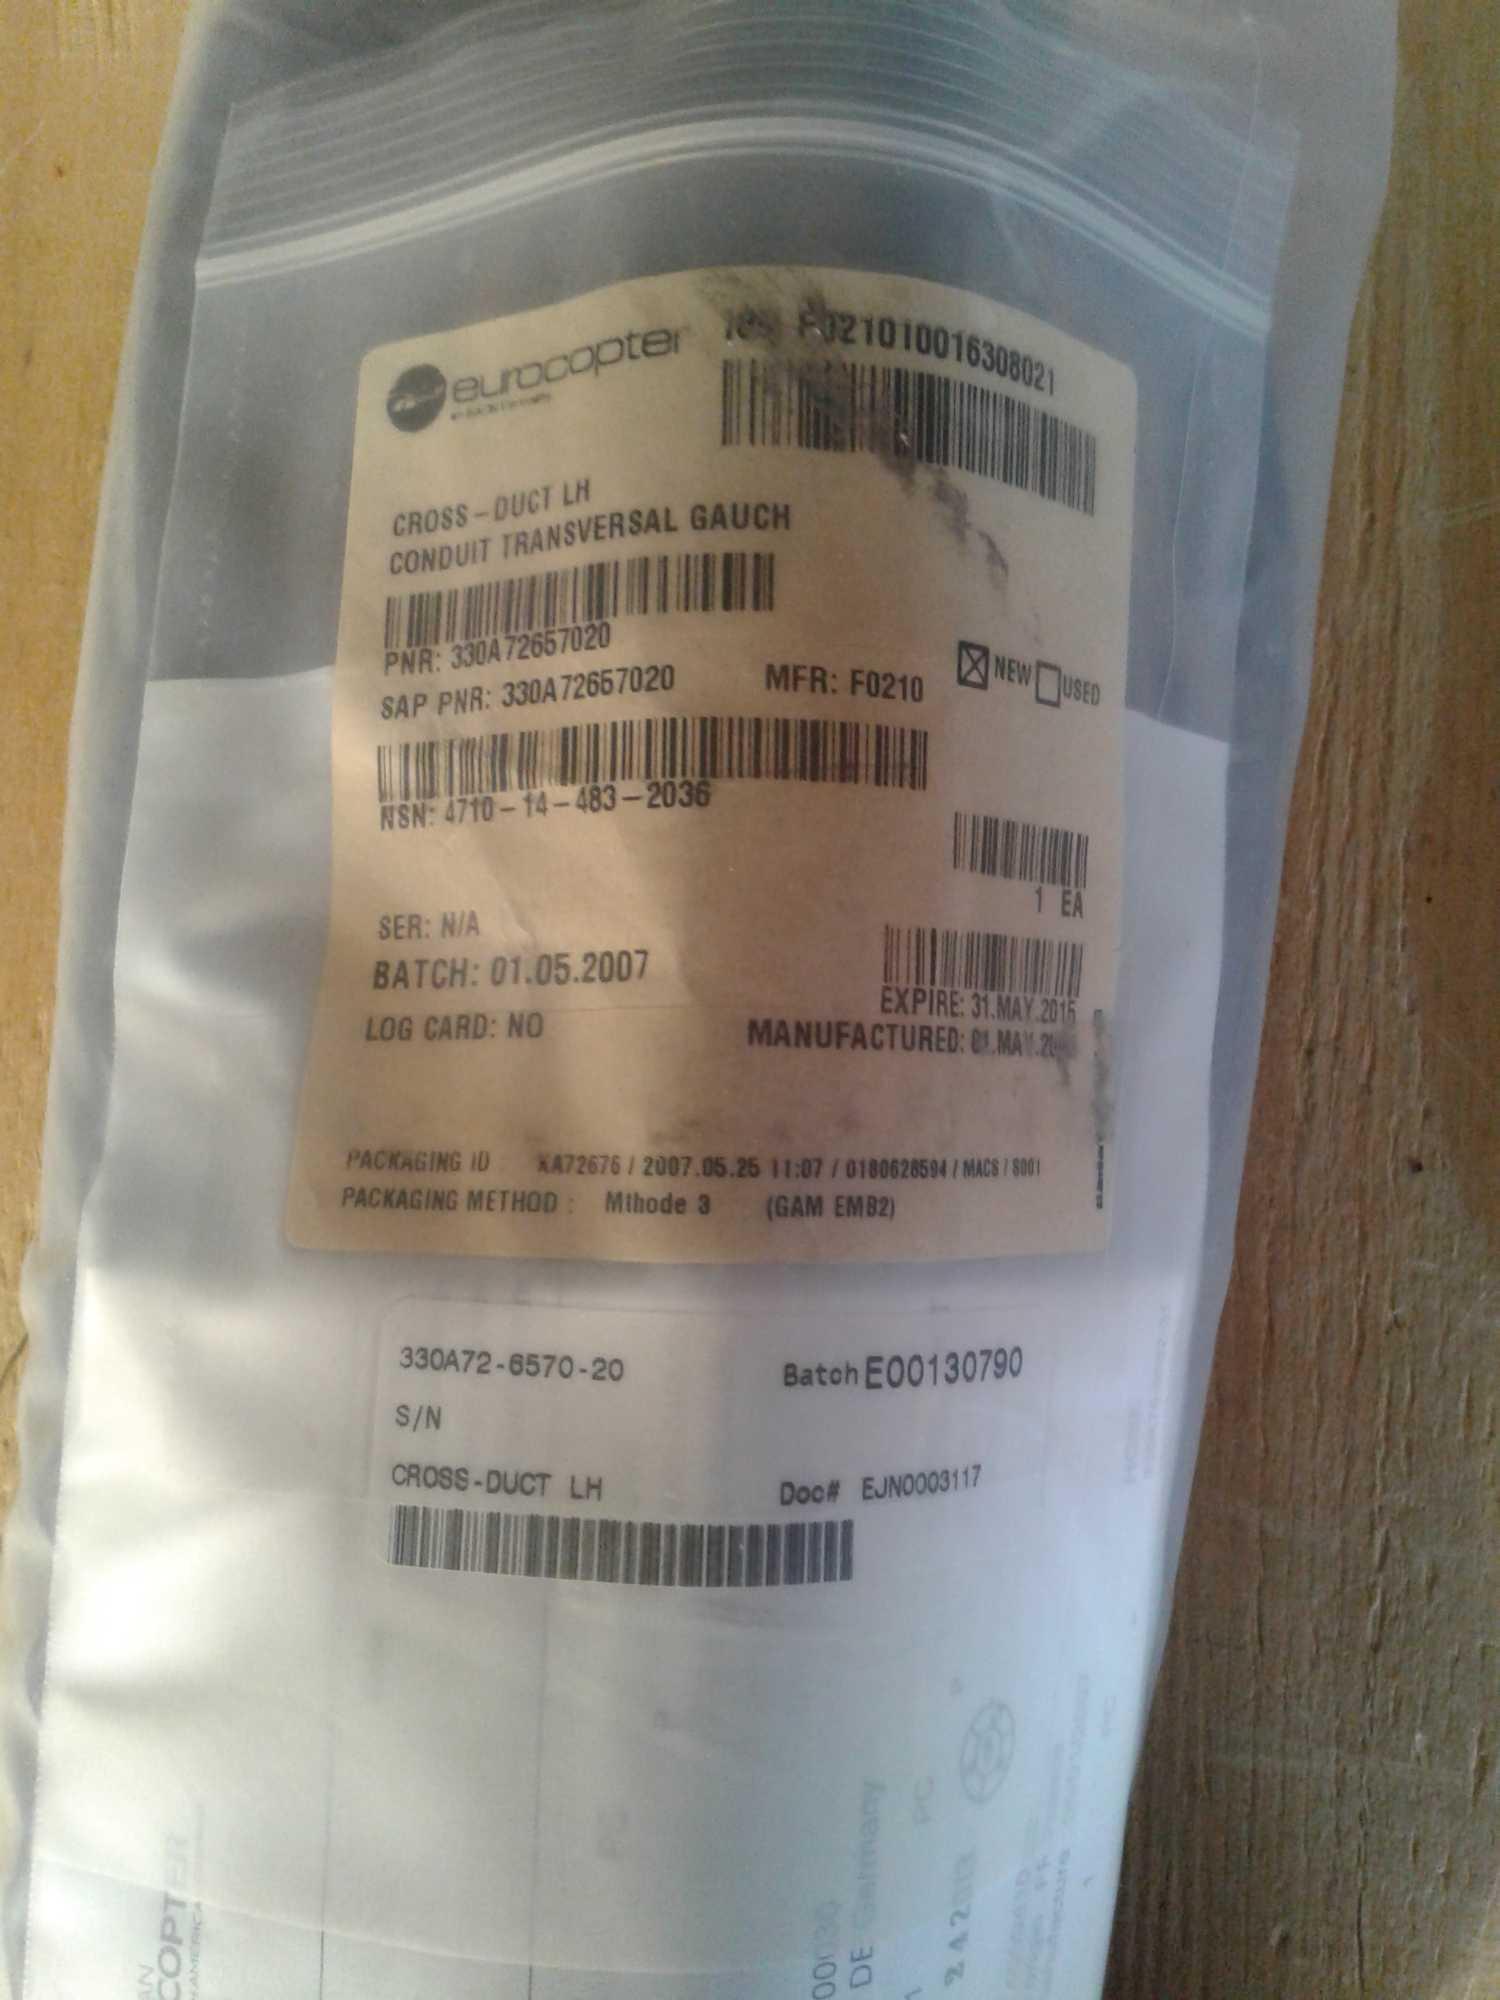 eurocopter
F021010016308021
CROSS-DUCT LH
CONDUIT TRANSVERSAL GAUCH
PNR: 330A72657020
SAP PNR: 330A72657020
MFR: F0210
NEW
USED
NSN: 4710-14-483-2036
1 EA
SER: N/A
BATCH: 01.05.2007
EXPIRE: 31.MAY.2015
LOG CARD: NO
MANUFACTURED:
PACKAGING ID : XA72676 / 2007.05.25 11:07 / 0180628594 / MACS / S001
PACKAGING METHOD : Mthode 3 (GAM EMB2)
330A72-6570-20
Batch E00130790
S/N
CROSS-DUCT LH
Doc# EJN0003117
COPTER
DE